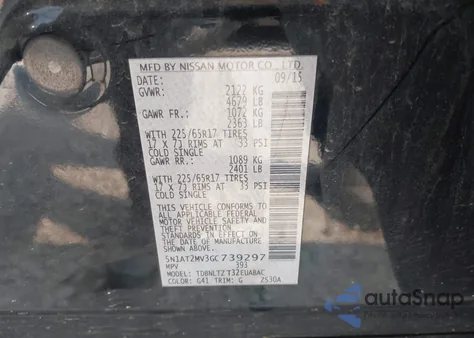 MFD BY NISSAN MOTOR CO., LTD.
DATE: 09/15
GVWR: 2122 KG
4679 LB
GAWR FR.: 1072 KG
2363 LB
WITH 225/65R17 TIRES
17 X 7J RIMS AT 33 PSI
COLD SINGLE
GAWR RR.: 1089 KG
2401 LB
WITH 225/65R17 TIRES
17 X 7J RIMS AT 33 PSI
COLD SINGLE
THIS VEHICLE CONFORMS TO
ALL APPLICABLE FEDERAL
MOTOR VEHICLE SAFETY,
THEFT PREVENTION
STANDARDS IN EFFECT ON
THE DATE OF MANUFACTURE
SHOWN ABOVE.
5N1AT2MV3GC739297
MPV 393
MODEL: TDBNLTZ T32EUABAC
COLOR: G41 TRIM: G 2530A
autoSnap